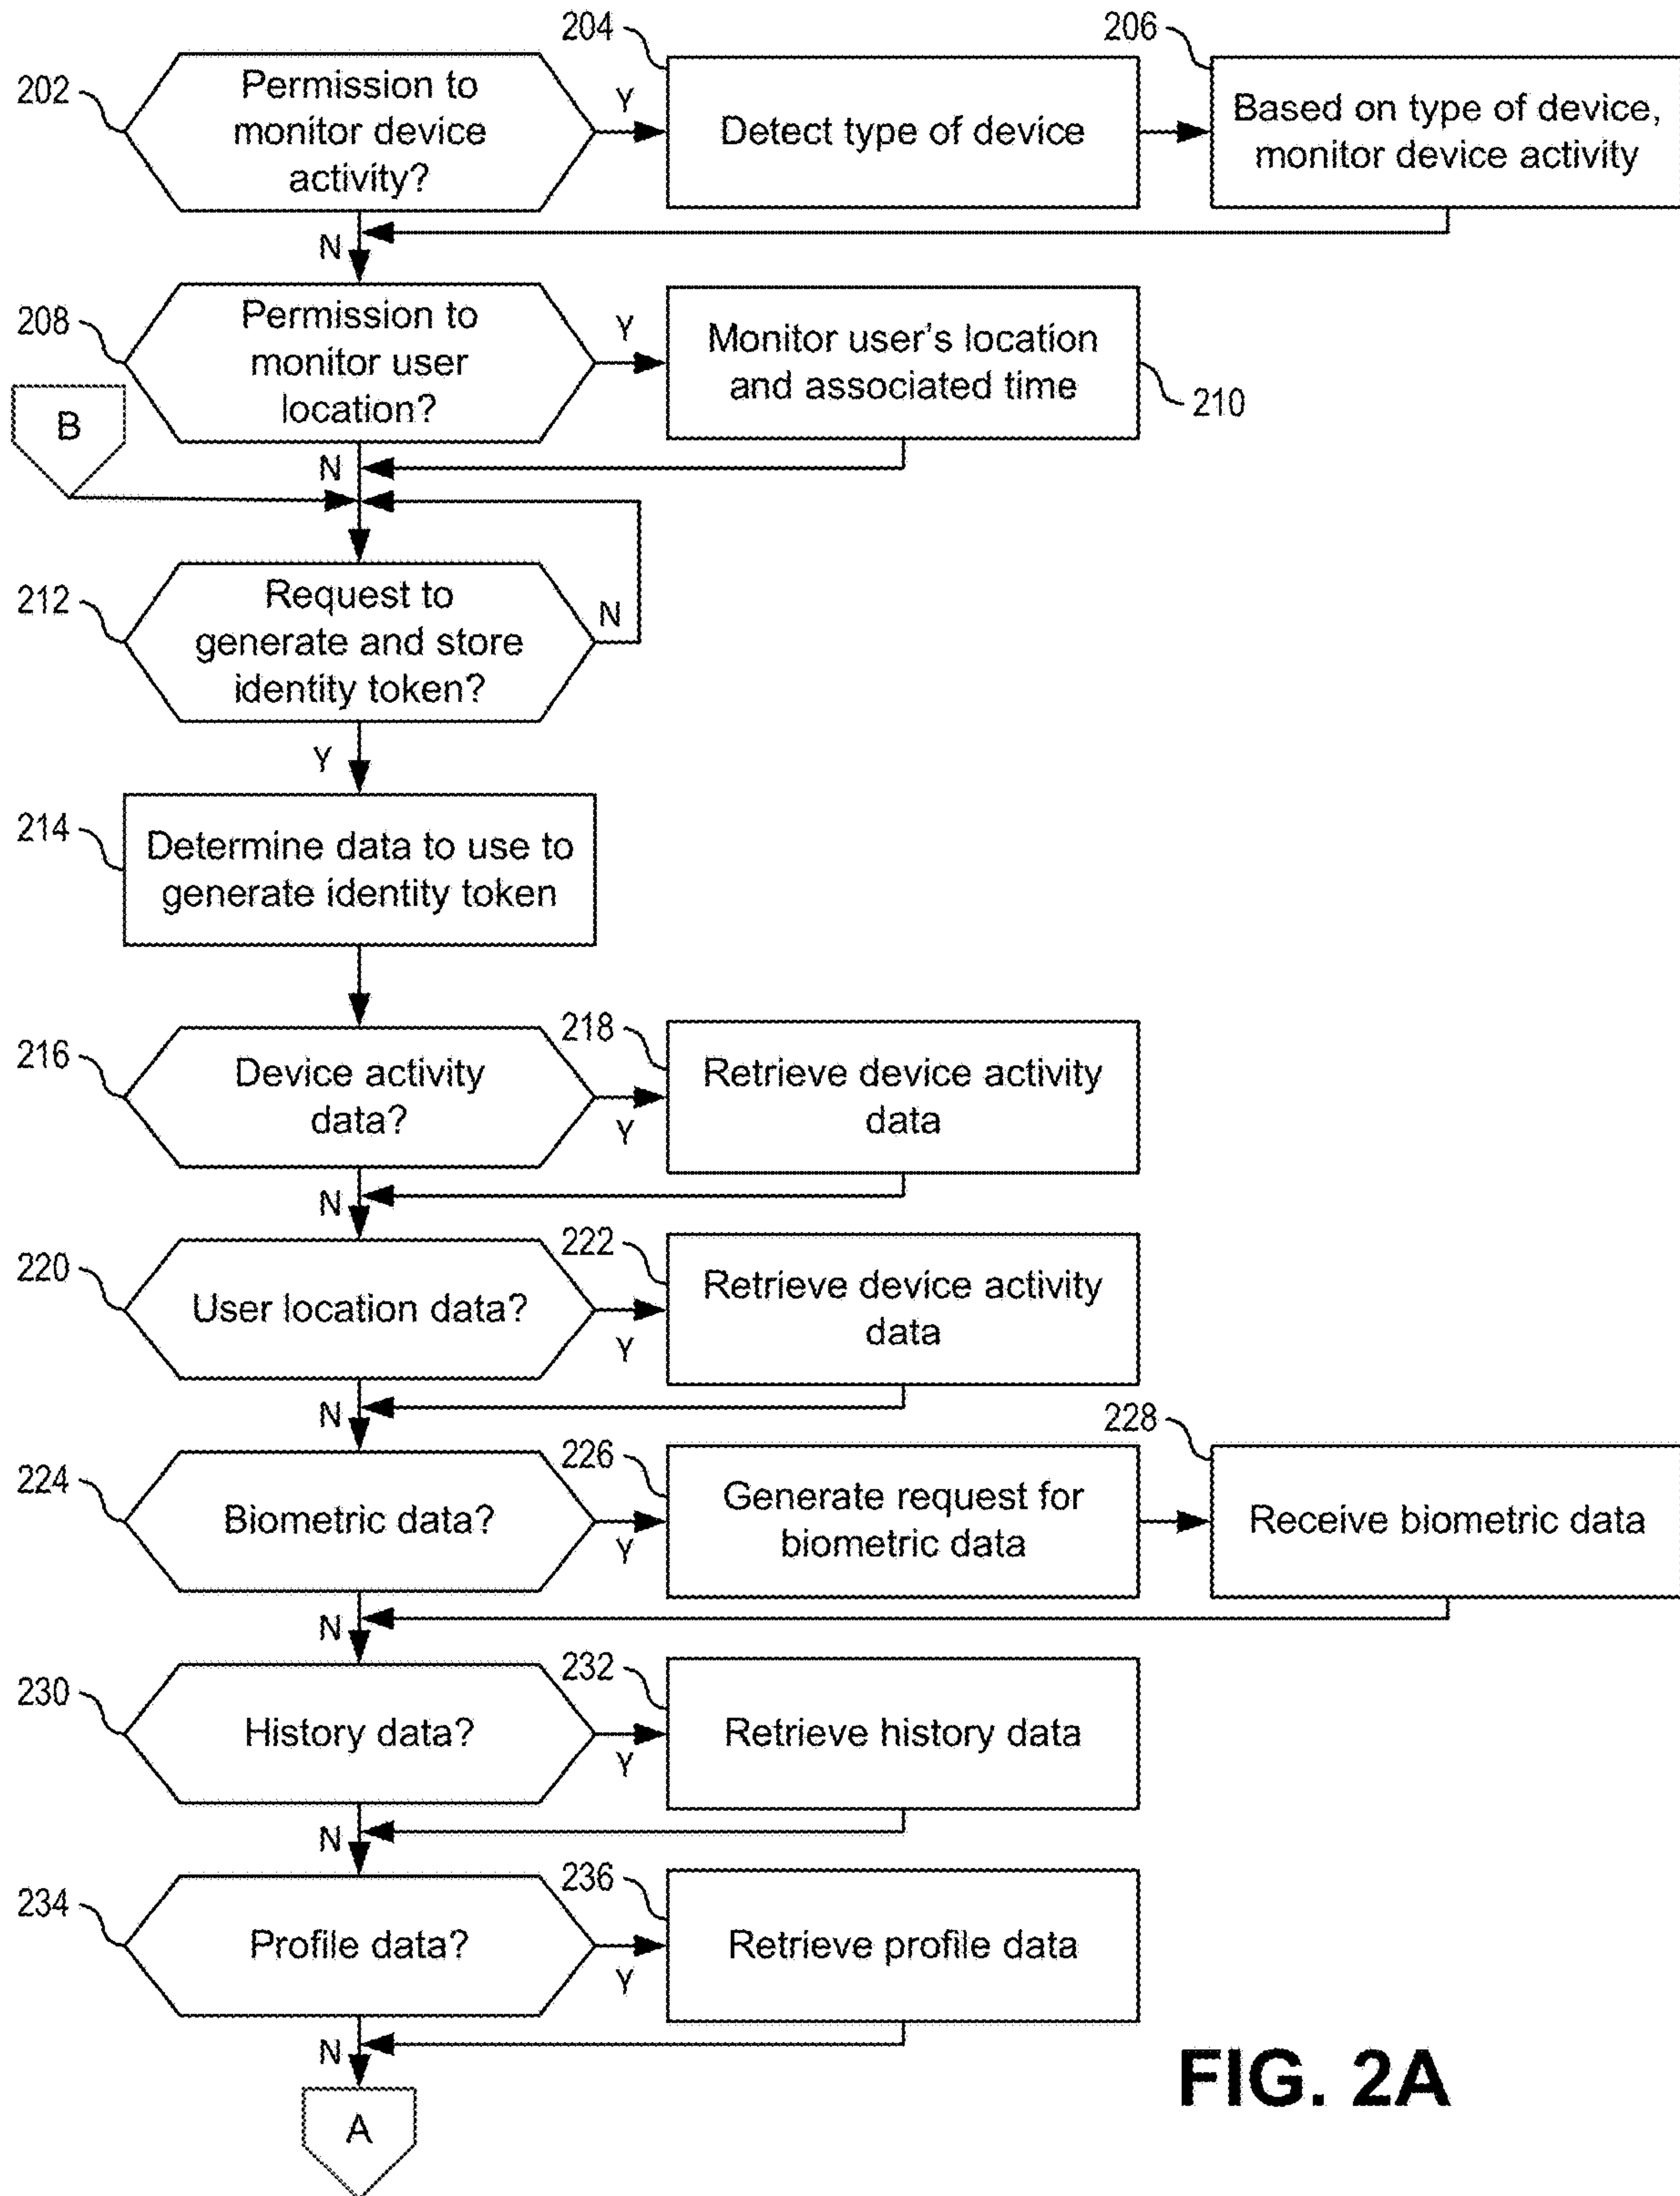 204
206
202
Permission to
monitor device
activity?
Y
Detect type of device
Based on type of device,
monitor device activity
N
208
Permission to
monitor user
location?
Y
Monitor user's location
and associated time
210
B
N
212
Request to
generate and store
identity token?
N
Y
214
Determine data to use to
generate identity token
216
Device activity
data?
Y
218
Retrieve device activity
data
N
220
User location data?
Y
222
Retrieve device activity
data
N
224
Biometric data?
Y
226
Generate request for
biometric data
228
Receive biometric data
N
230
History data?
Y
232
Retrieve history data
N
234
Profile data?
Y
236
Retrieve profile data
N
A
FIG. 2A